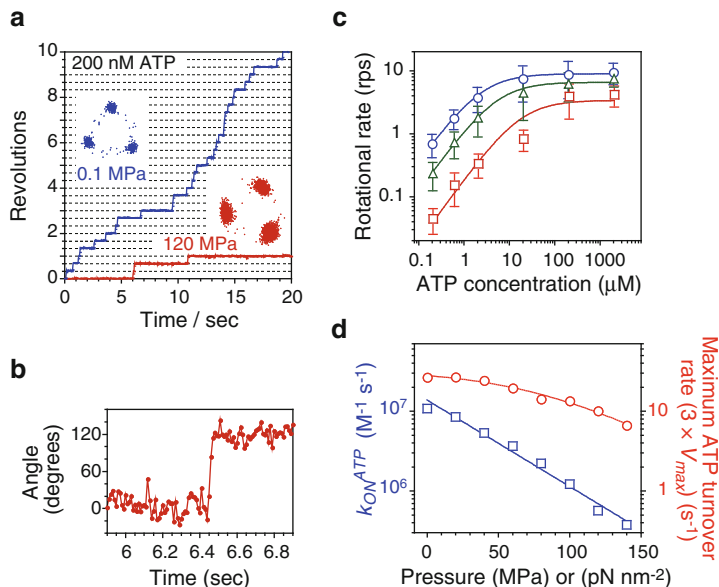 a
200 nM ATP
0.1 MPa
120 MPa
Revolutions
0
2
4
6
8
10
0
5
10
15
20
Time / sec
b
Angle
(degrees)
0
60
120
6
6.2
6.4
6.6
6.8
Time (sec)
c
Rotational rate (rps)
10
1
0.1
0.1
1
10
100
1000
ATP concentration (μM)
d
k_ON^ATP (M⁻¹ s⁻¹)
10⁷
10⁶
0
50
100
150
Pressure (MPa) or (pN nm⁻²)
10
1
Maximum ATP turnover
rate (3 × V_max) (s⁻¹)